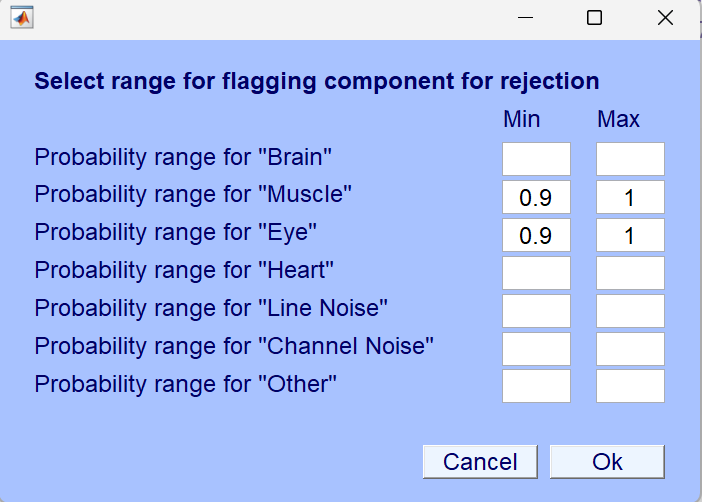 Select range for flagging component for rejection
Min Max
Probability range for "Brain"
Probability range for "Muscle" 0.9 1
Probability range for "Eye" 0.9 1
Probability range for "Heart"
Probability range for "Line Noise"
Probability range for "Channel Noise"
Probability range for "Other"
Cancel Ok